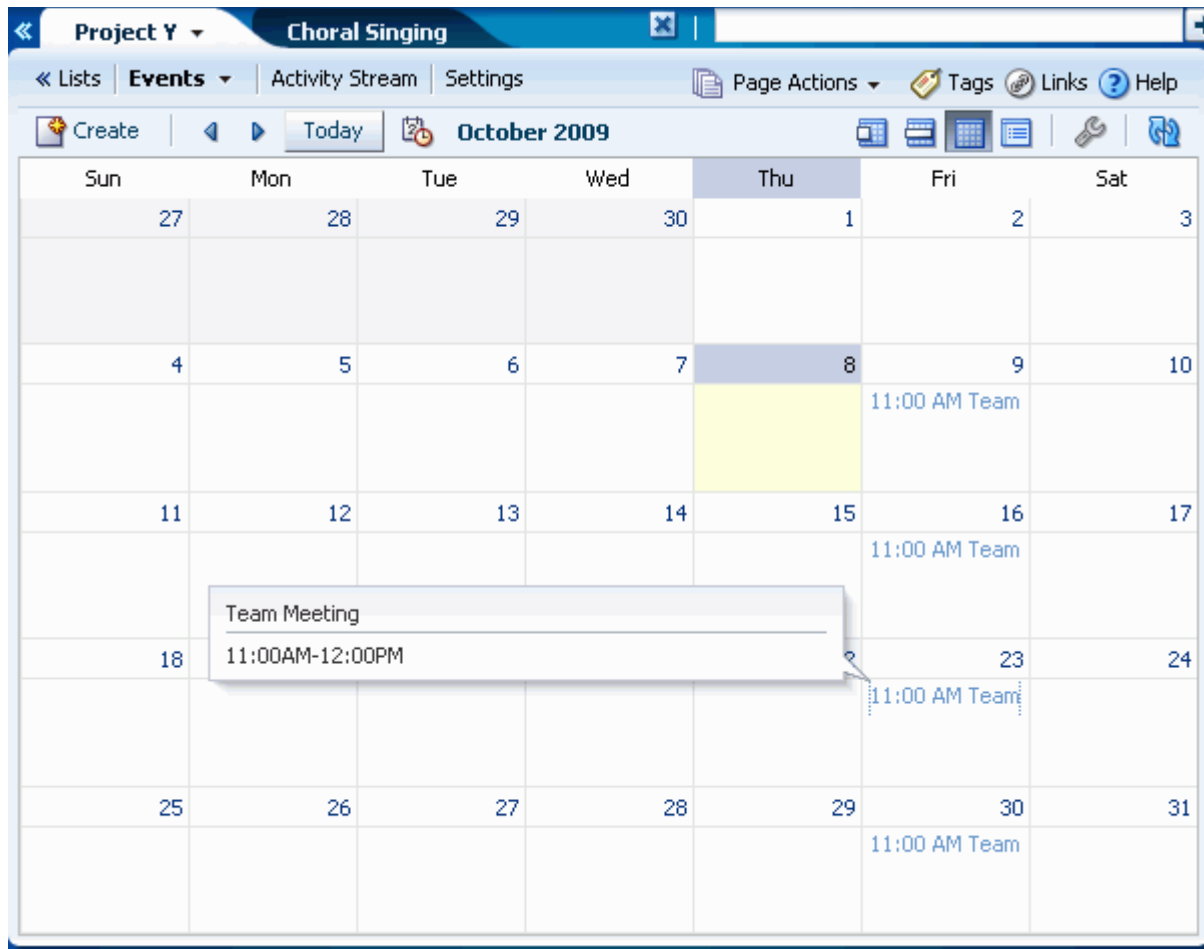 « Project Y Choral Singing
« Lists Events Activity Stream Settings Page Actions Tags Links ? Help
Create Today October 2009
Sun Mon Tue Wed Thu Fri Sat
27 28 29 30 1 2 3
4 5 6 7 8 9 10
11:00 AM Team
11 12 13 14 15 16 17
11:00 AM Team
Team Meeting
11:00AM-12:00PM
18 23 24
11:00 AM Team
25 26 27 28 29 30 31
11:00 AM Team